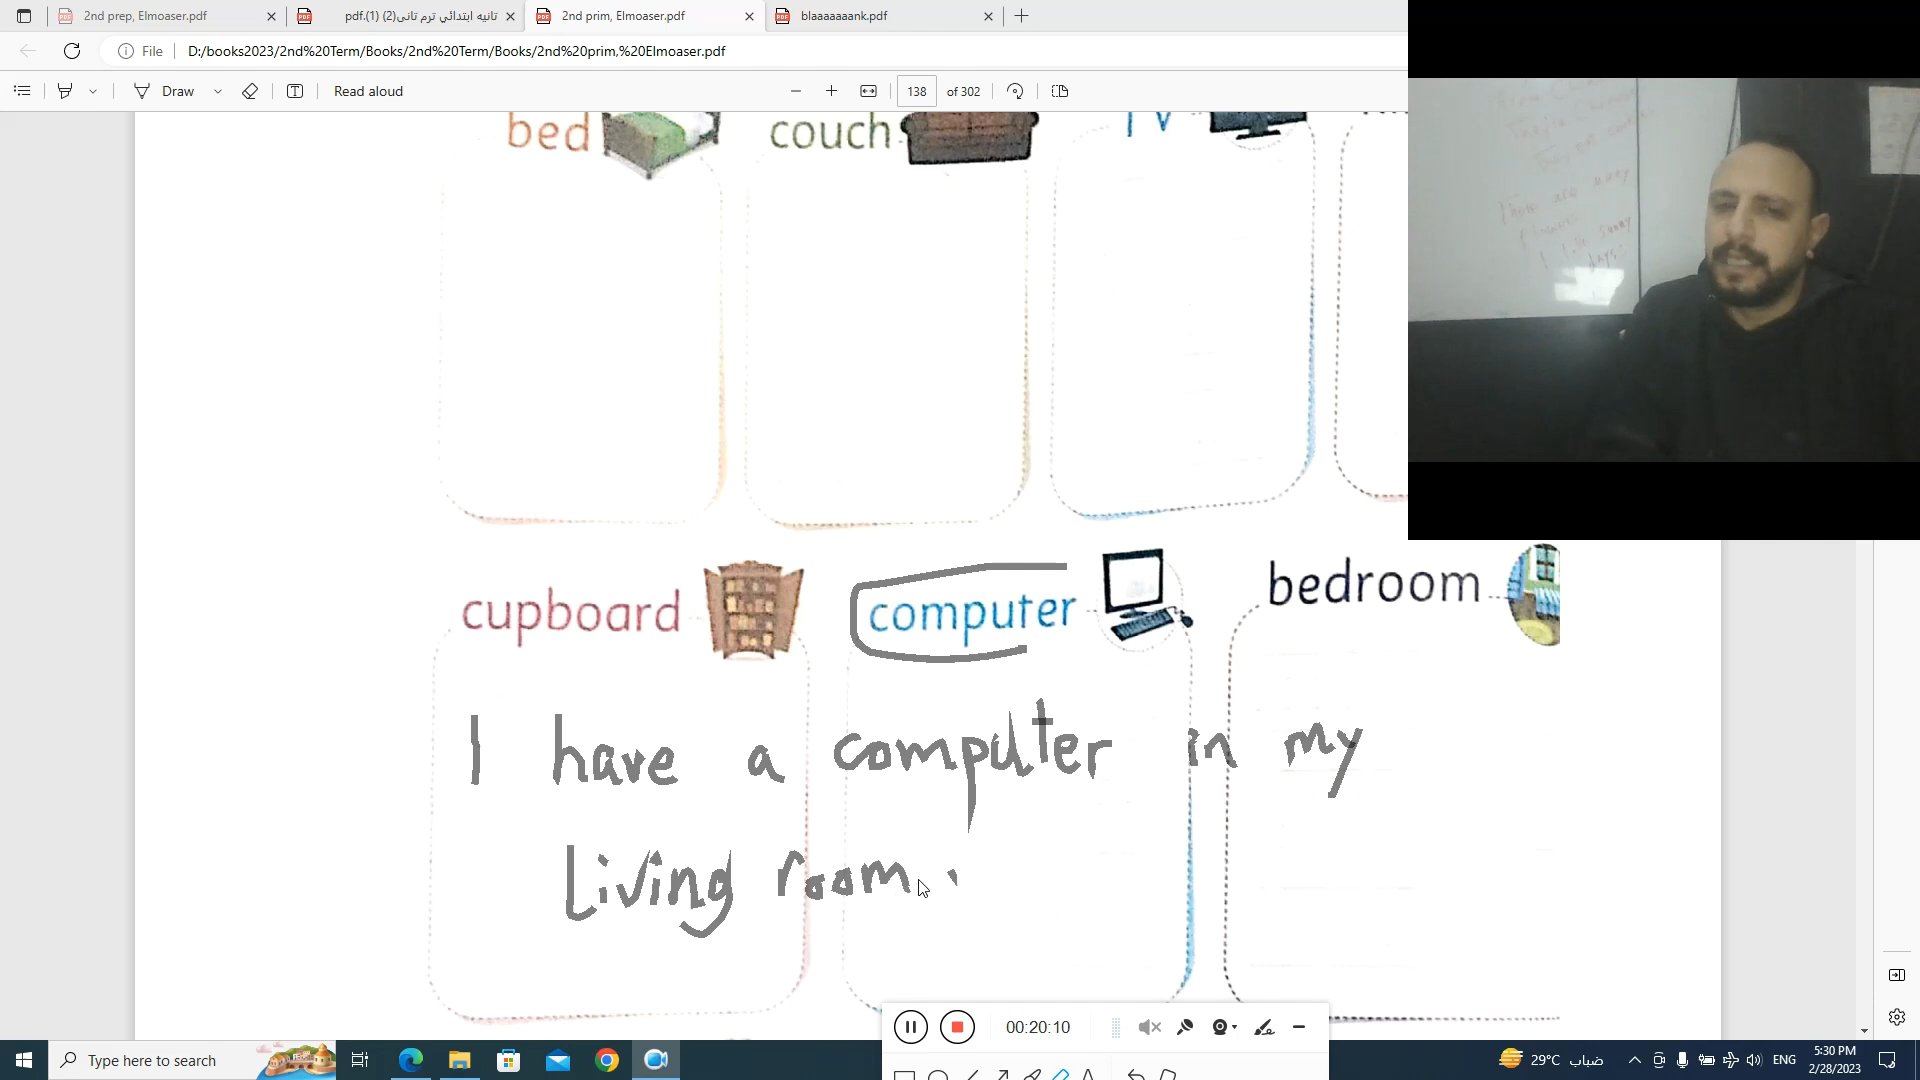 2nd prep, Elmoaser.pdf
ثانيه ابتدائي ترم تانى(2) (1).pdf
2nd prim, Elmoaser.pdf
blaaaaaaank.pdf
File
D:/books2023/2nd%20Term/Books/2nd%20Term/Books/2nd%20prim,%20Elmoaser.pdf
Draw
Read aloud
138 of 302
bed couch TV
cupboard computer bedroom
I have a computer in my
Living room.
00:20:10
Type here to search
29°C ضباب
ENG
5:30 PM
2/28/2023